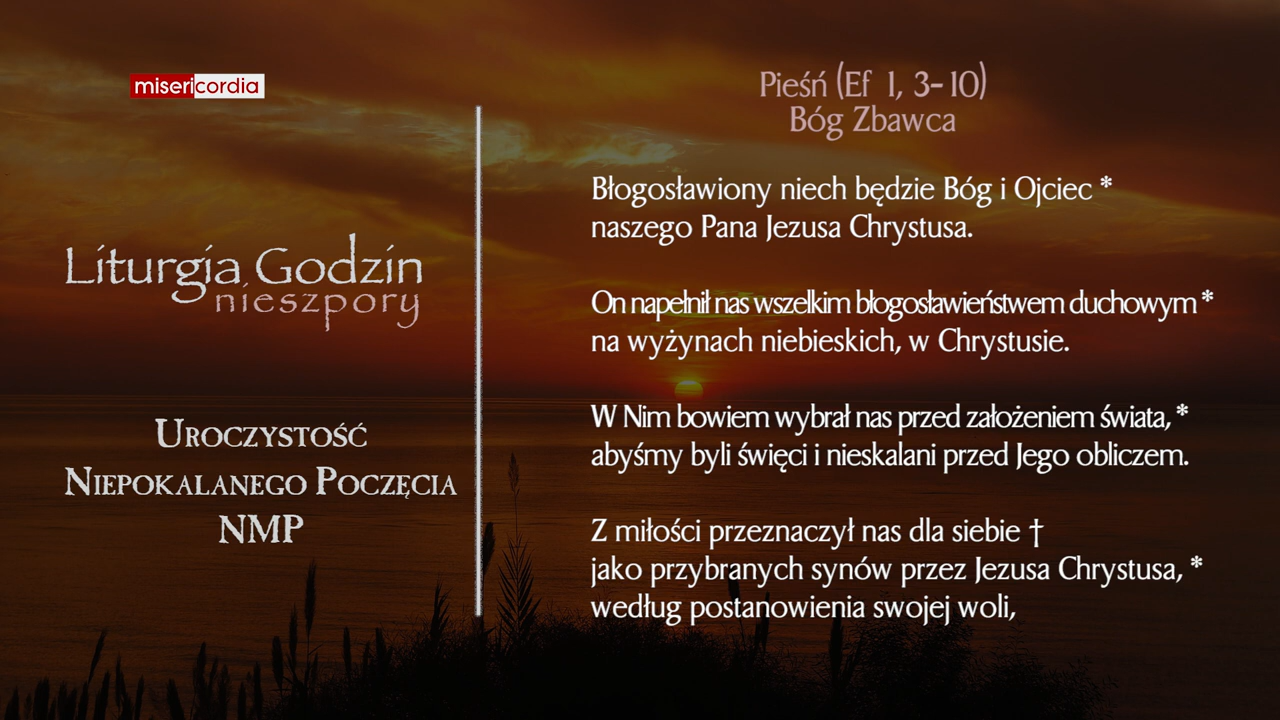 misericordia
Liturgia Godzin
nieszpory
Uroczystość
Niepokalanego Poczęcia
NMP
Pieśń (Ef 1, 3-10)
Bóg Zbawca
Błogosławiony niech będzie Bóg i Ojciec *
naszego Pana Jezusa Chrystusa.
On napełnił nas wszelkim błogosławieństwem duchowym *
na wyżynach niebieskich, w Chrystusie.
W Nim bowiem wybrał nas przed założeniem świata, *
abyśmy byli święci i nieskalani przed Jego obliczem.
Z miłości przeznaczył nas dla siebie †
jako przybranych synów przez Jezusa Chrystusa, *
według postanowienia swojej woli,